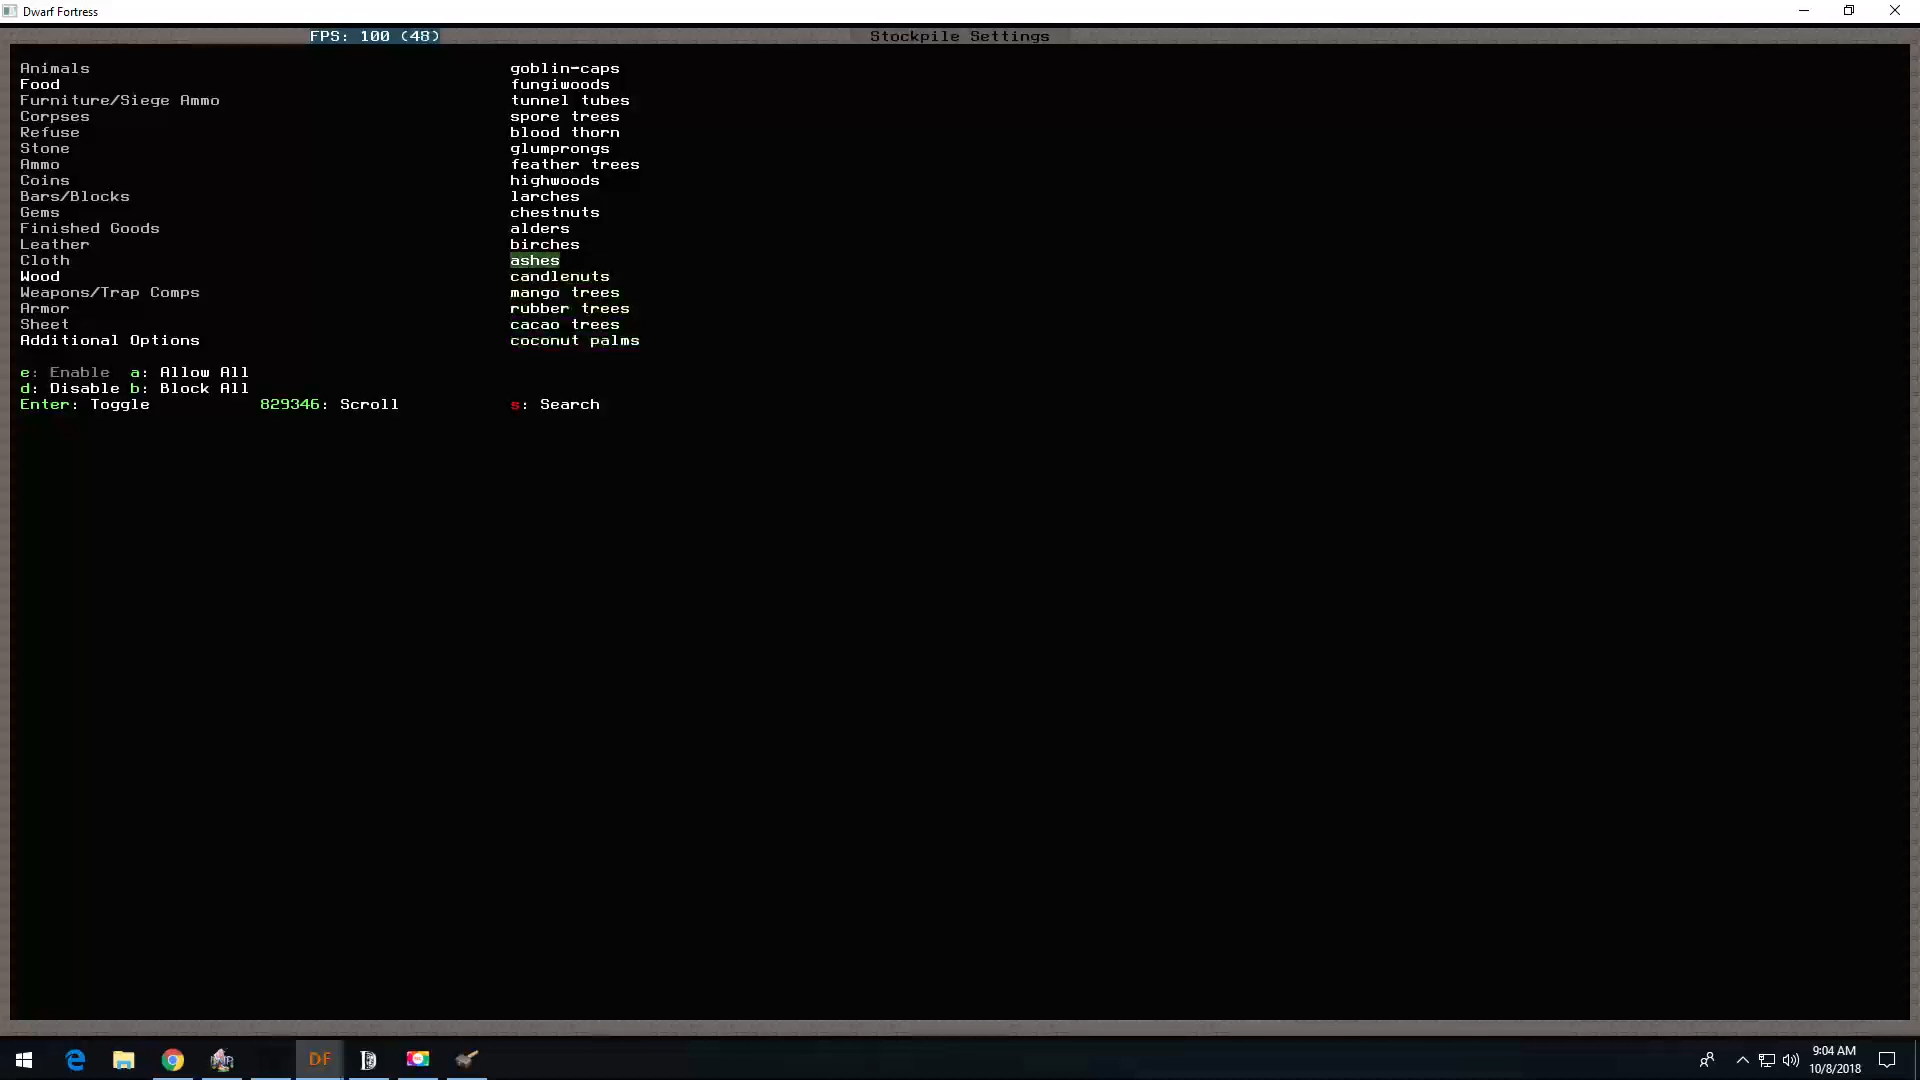 Dwarf Fortress
FPS: 100 (48)
Stockpile Settings
Animals
Food
Furniture/Siege Ammo
Corpses
Refuse
Stone
Ammo
Coins
Bars/Blocks
Gems
Finished Goods
Leather
Cloth
Wood
Weapons/Trap Comps
Armor
Sheet
Additional Options
goblin-caps
fungiwoods
tunnel tubes
spore trees
blood thorn
glumprongs
feather trees
highwoods
larches
chestnuts
alders
birches
ashes
candlenuts
mango trees
rubber trees
cacao trees
coconut palms
e: Enable a: Allow All
d: Disable b: Block All
Enter: Toggle 829346: Scroll s: Search
DF
9:04 AM
10/8/2018